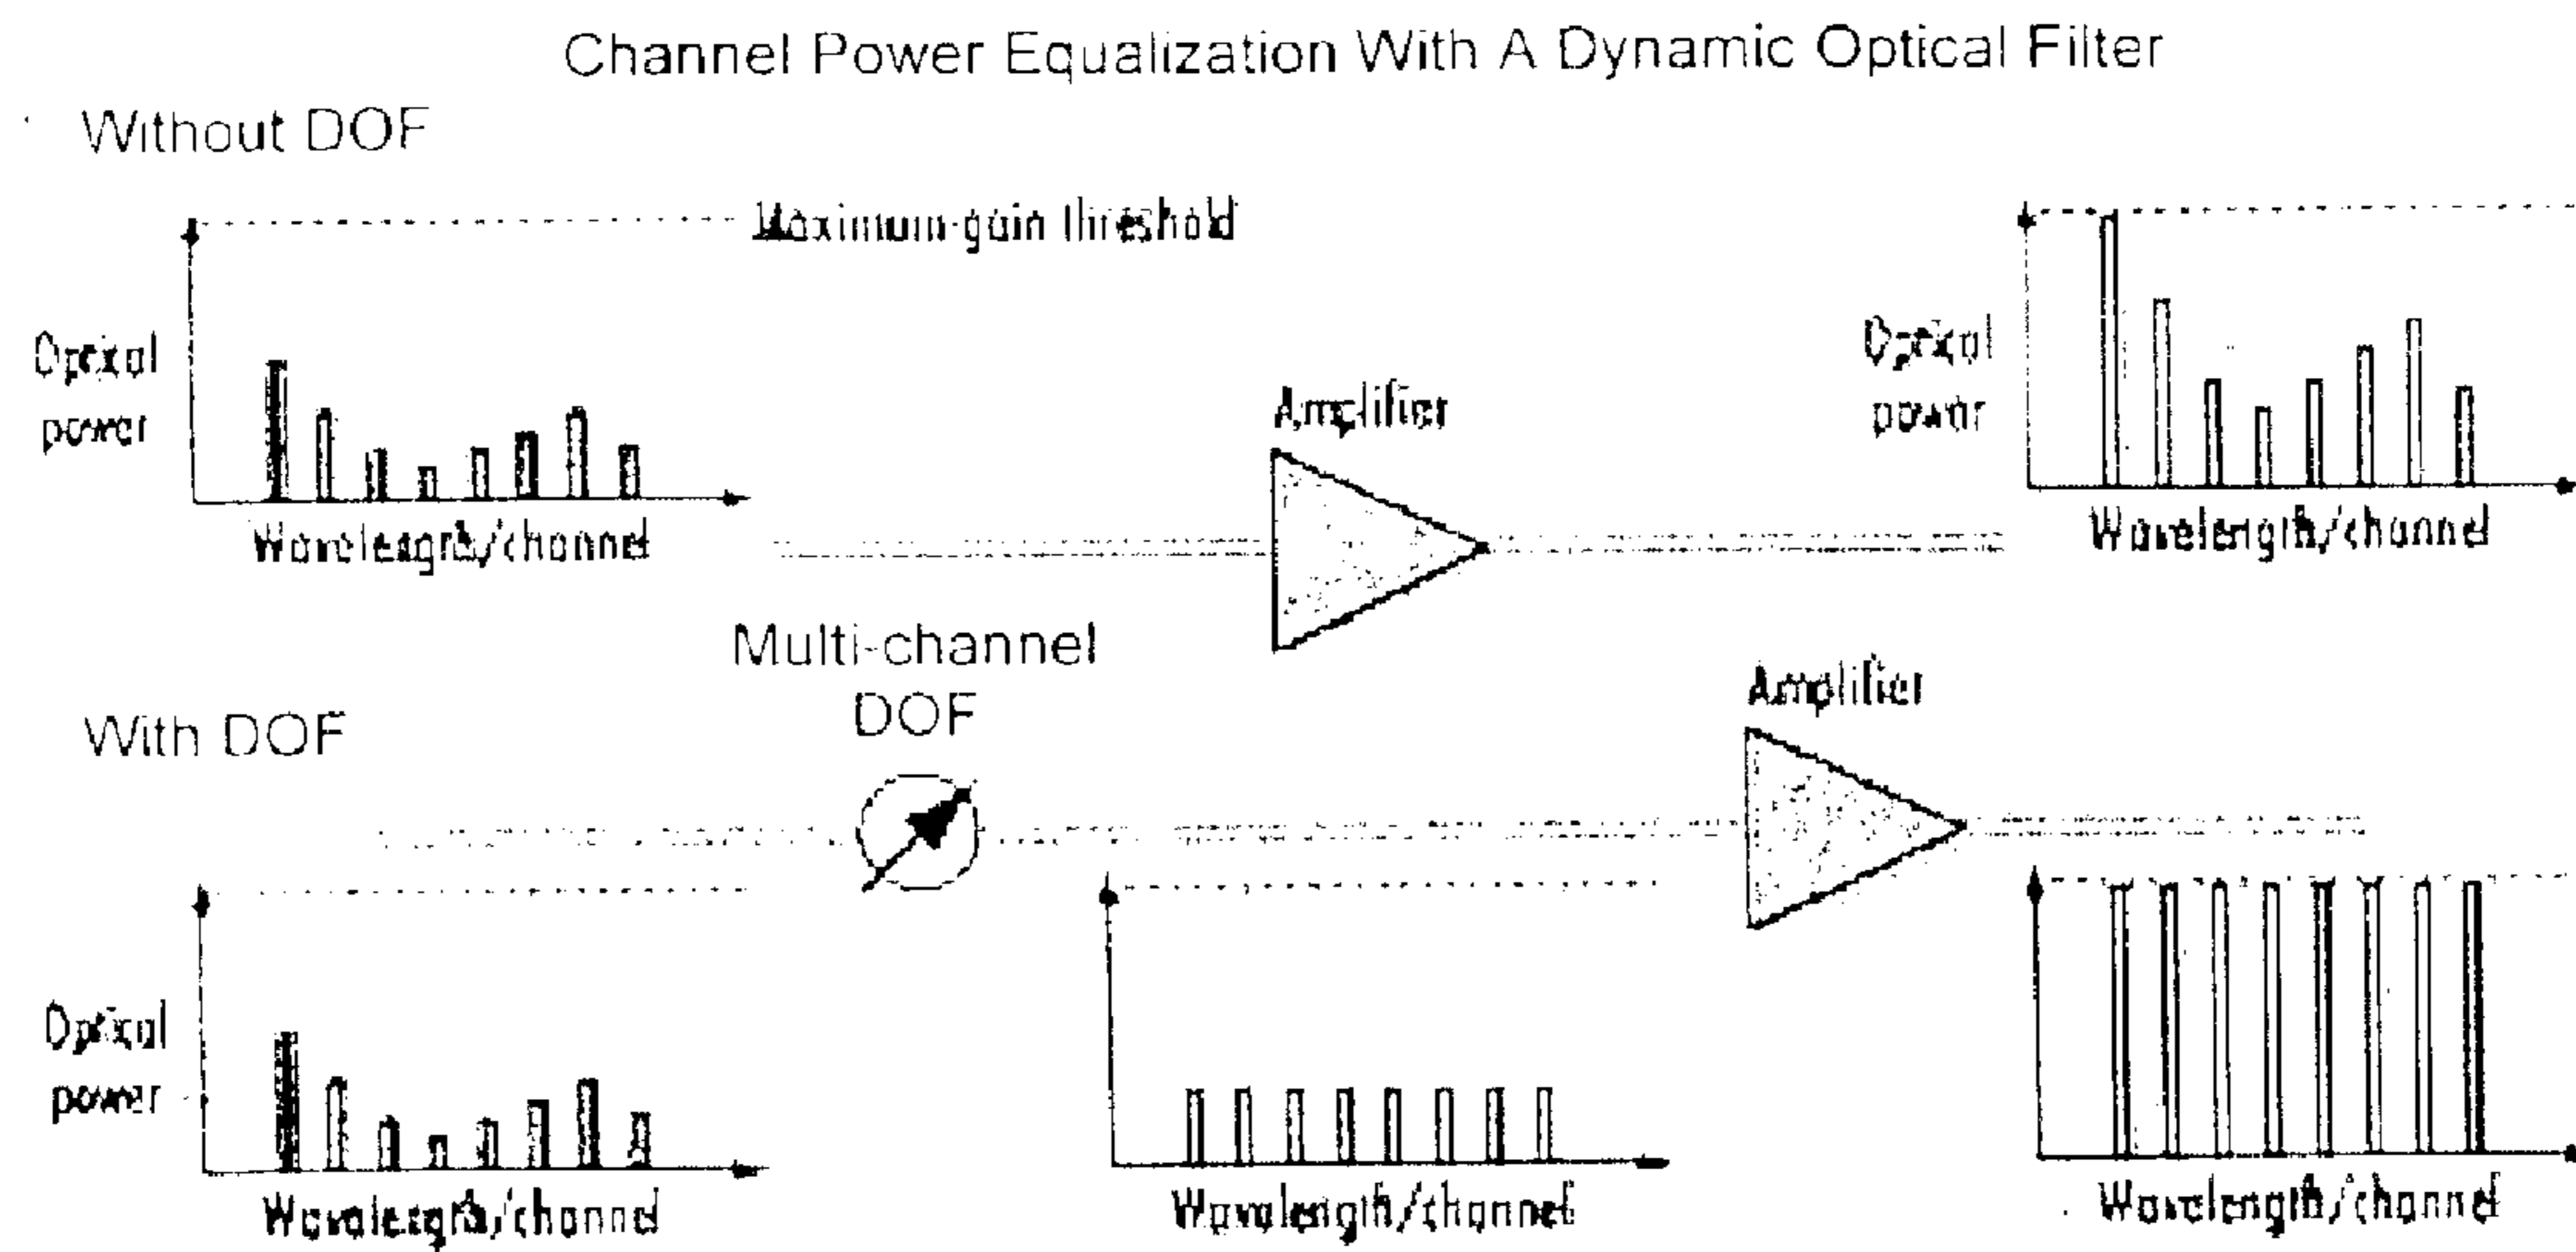 Channel Power Equalization With A Dynamic Optical Filter
Without DOF
Maximum-gain threshold
Optical
power
Wavelength/channel
Amplifier
Optical
power
Wavelength/channel
Multi-channel
DOF
With DOF
Amplifier
Optical
power
Wavelength/channel
Wavelength/channel
Wavelength/channel